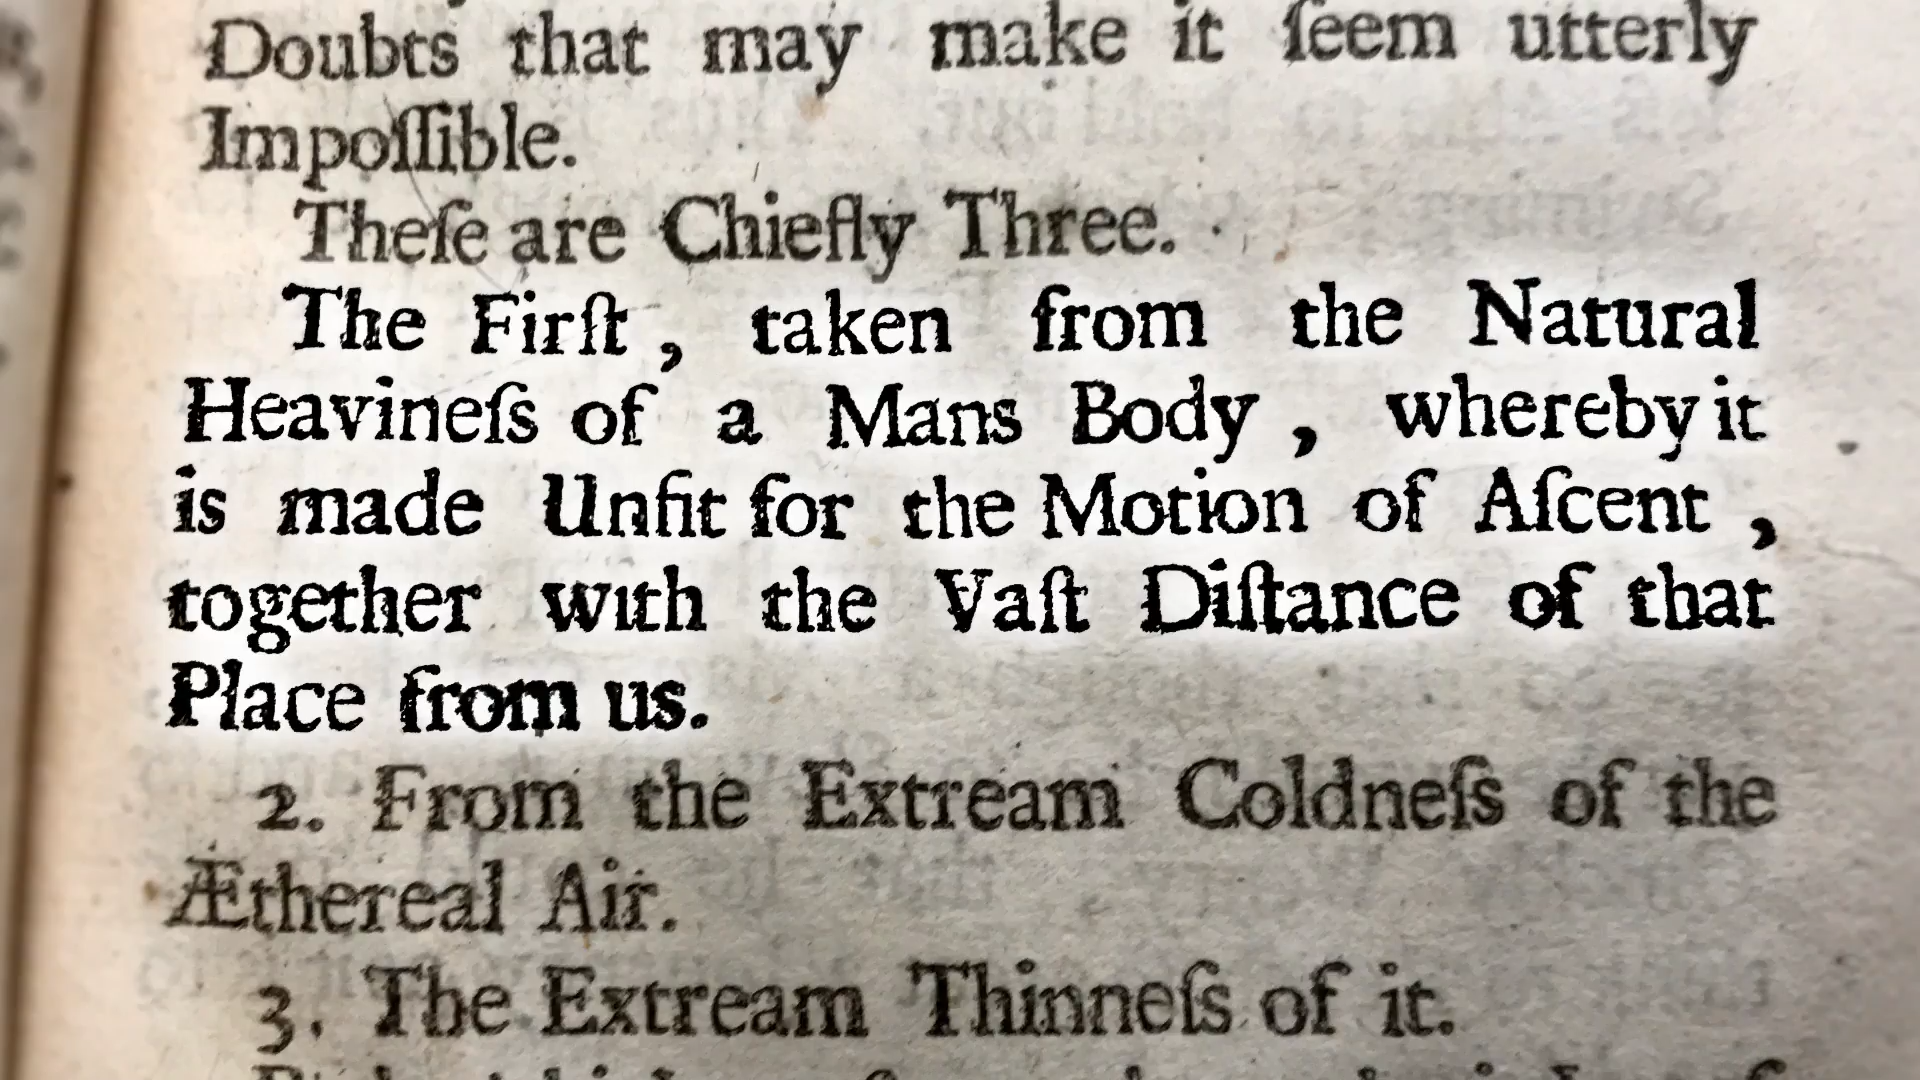 Doubts that may make it ſeem utterly
Impoſſible.
Theſe are Chiefly Three.
The Firſt, taken from the Natural
Heavineſs of a Mans Body, whereby it
is made Unfit for the Motion of Aſcent,
together with the Vaſt Diſtance of that
Place from us.
2. From the Extream Coldneſs of the
Æthereal Air.
3. The Extream Thinneſs of it.